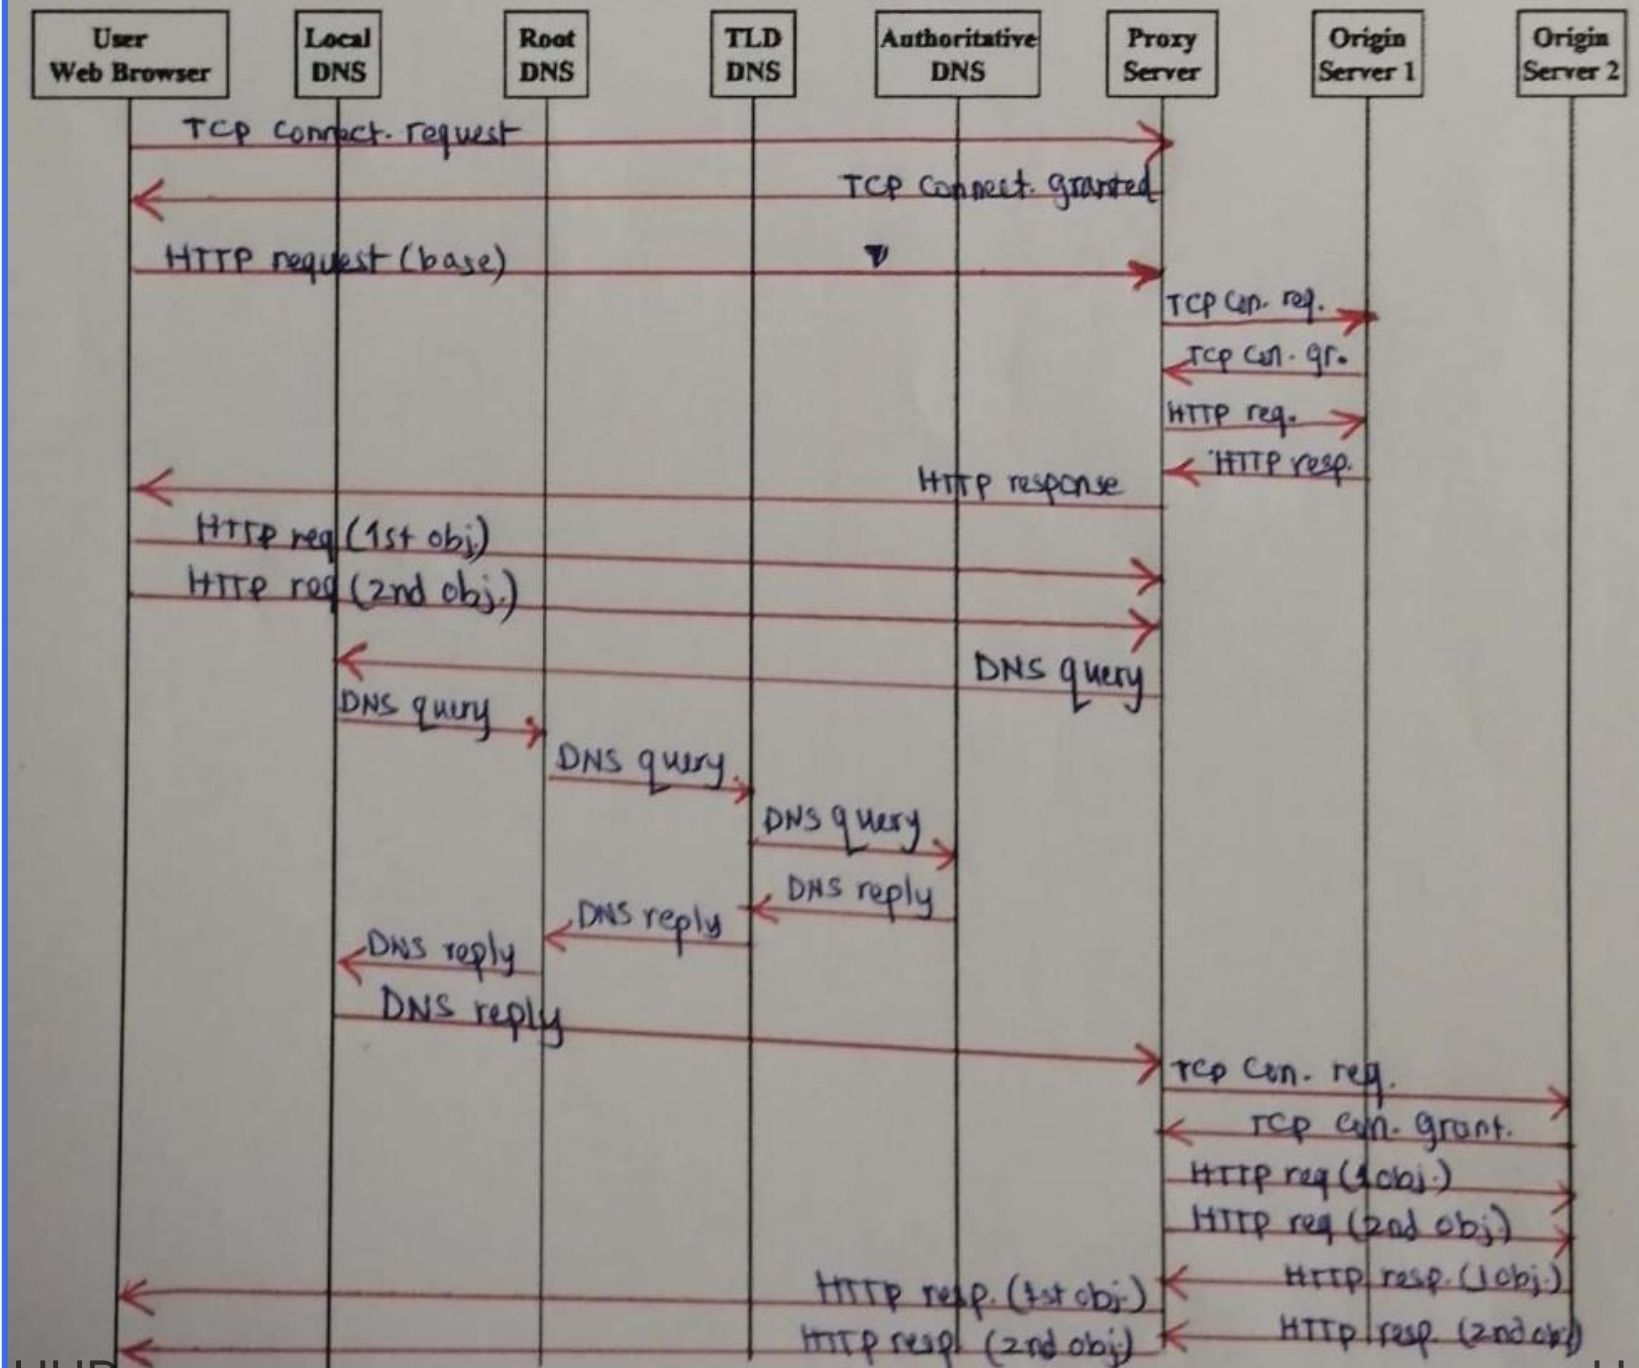 User
Web Browser
Local
DNS
Root
DNS
TLD
DNS
Authoritative
DNS
Proxy
Server
Origin
Server 1
Origin
Server 2
TCP connect. request
TCP connect. granted
HTTP request (base)
TCP con. req.
TCP con. gr.
HTTP req.
HTTP resp.
HTTP response
HTTP req (1st obj.)
HTTP req (2nd obj.)
DNS query
DNS query
DNS query
DNS query
DNS reply
DNS reply
DNS reply
DNS reply
TCP con. req.
TCP con. grant.
HTTP req (1obj.)
HTTP req (2nd obj.)
HTTP resp. (1obj.)
HTTP resp. (1st obj.)
HTTP resp. (2nd obj)
HTTP resp. (2nd obj)